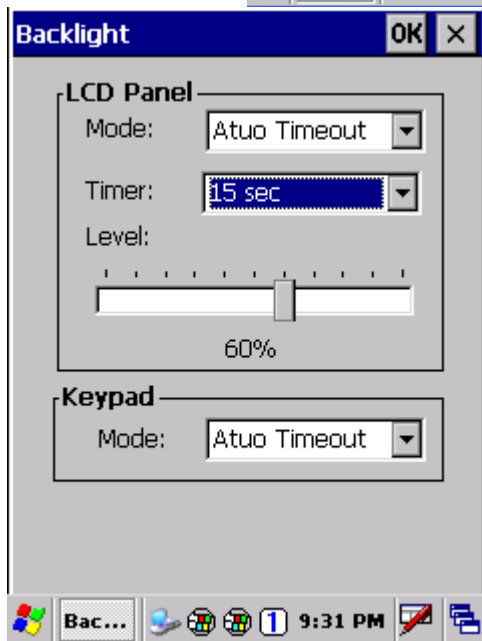 Backlight OK
LCD Panel
Mode: Atuo Timeout
Timer: 15 sec
Level:
60%
Keypad
Mode: Atuo Timeout
Bac... 1 9:31 PM